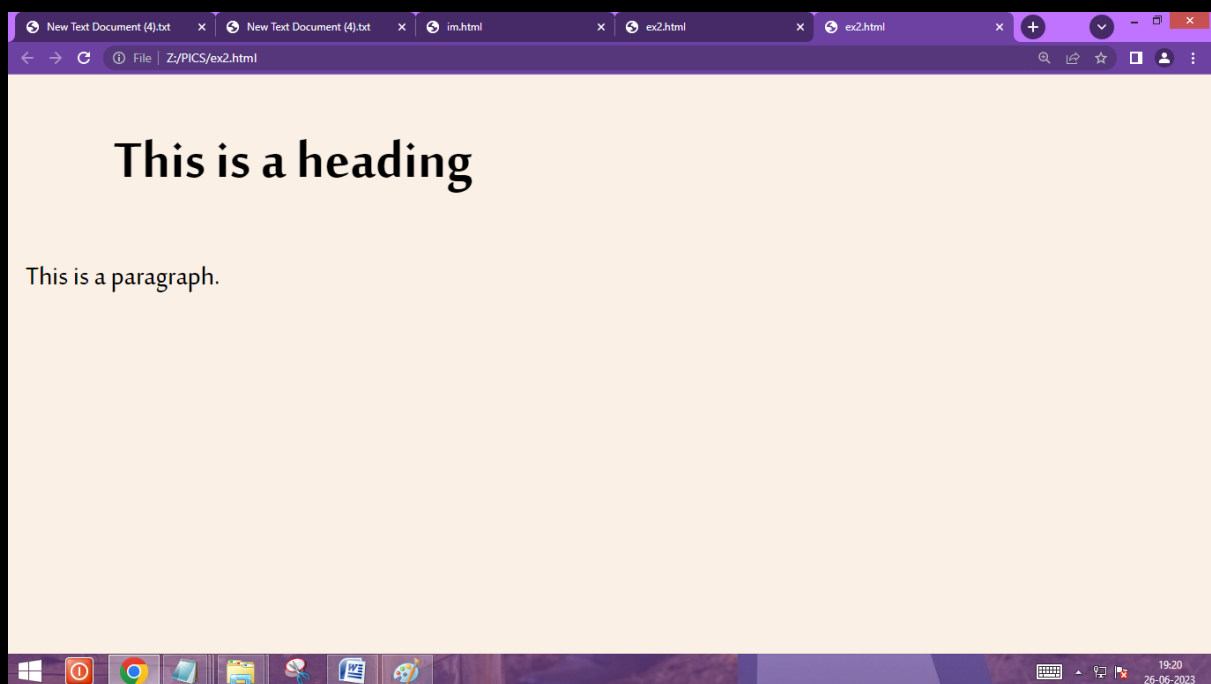 New Text Document (4).txt
New Text Document (4).txt
im.html
ex2.html
ex2.html
File
Z:/PICS/ex2.html
This is a heading
This is a paragraph.
19:20
26-06-2023